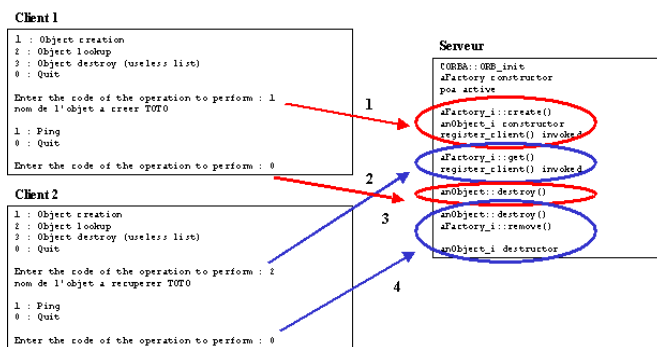 Client 1
1 : Object creation
2 : Object lookup
3 : Object destroy (useless list)
0 : Quit
Enter the code of the operation to perform : 1
nom de l'objet a creer TOTO
1 : Ping
0 : Quit
Enter the code of the operation to perform : 0
Client 2
1 : Object creation
2 : Object lookup
3 : Object destroy (useless list)
0 : Quit
Enter the code of the operation to perform : 2
nom de l'objet a recuperer TOTO
1 : Ping
0 : Quit
Enter the code of the operation to perform : 0
1
2
3
4
Serveur
CORBA::ORB_init
aFactory constructor
poa active
aFactory_i::create()
anObject_i constructor
register_client() invoked
aFactory_i::get()
register_client() invoked
anObject::destroy()
anObject::destroy()
aFactory_i::remove()
anObject_i destructor